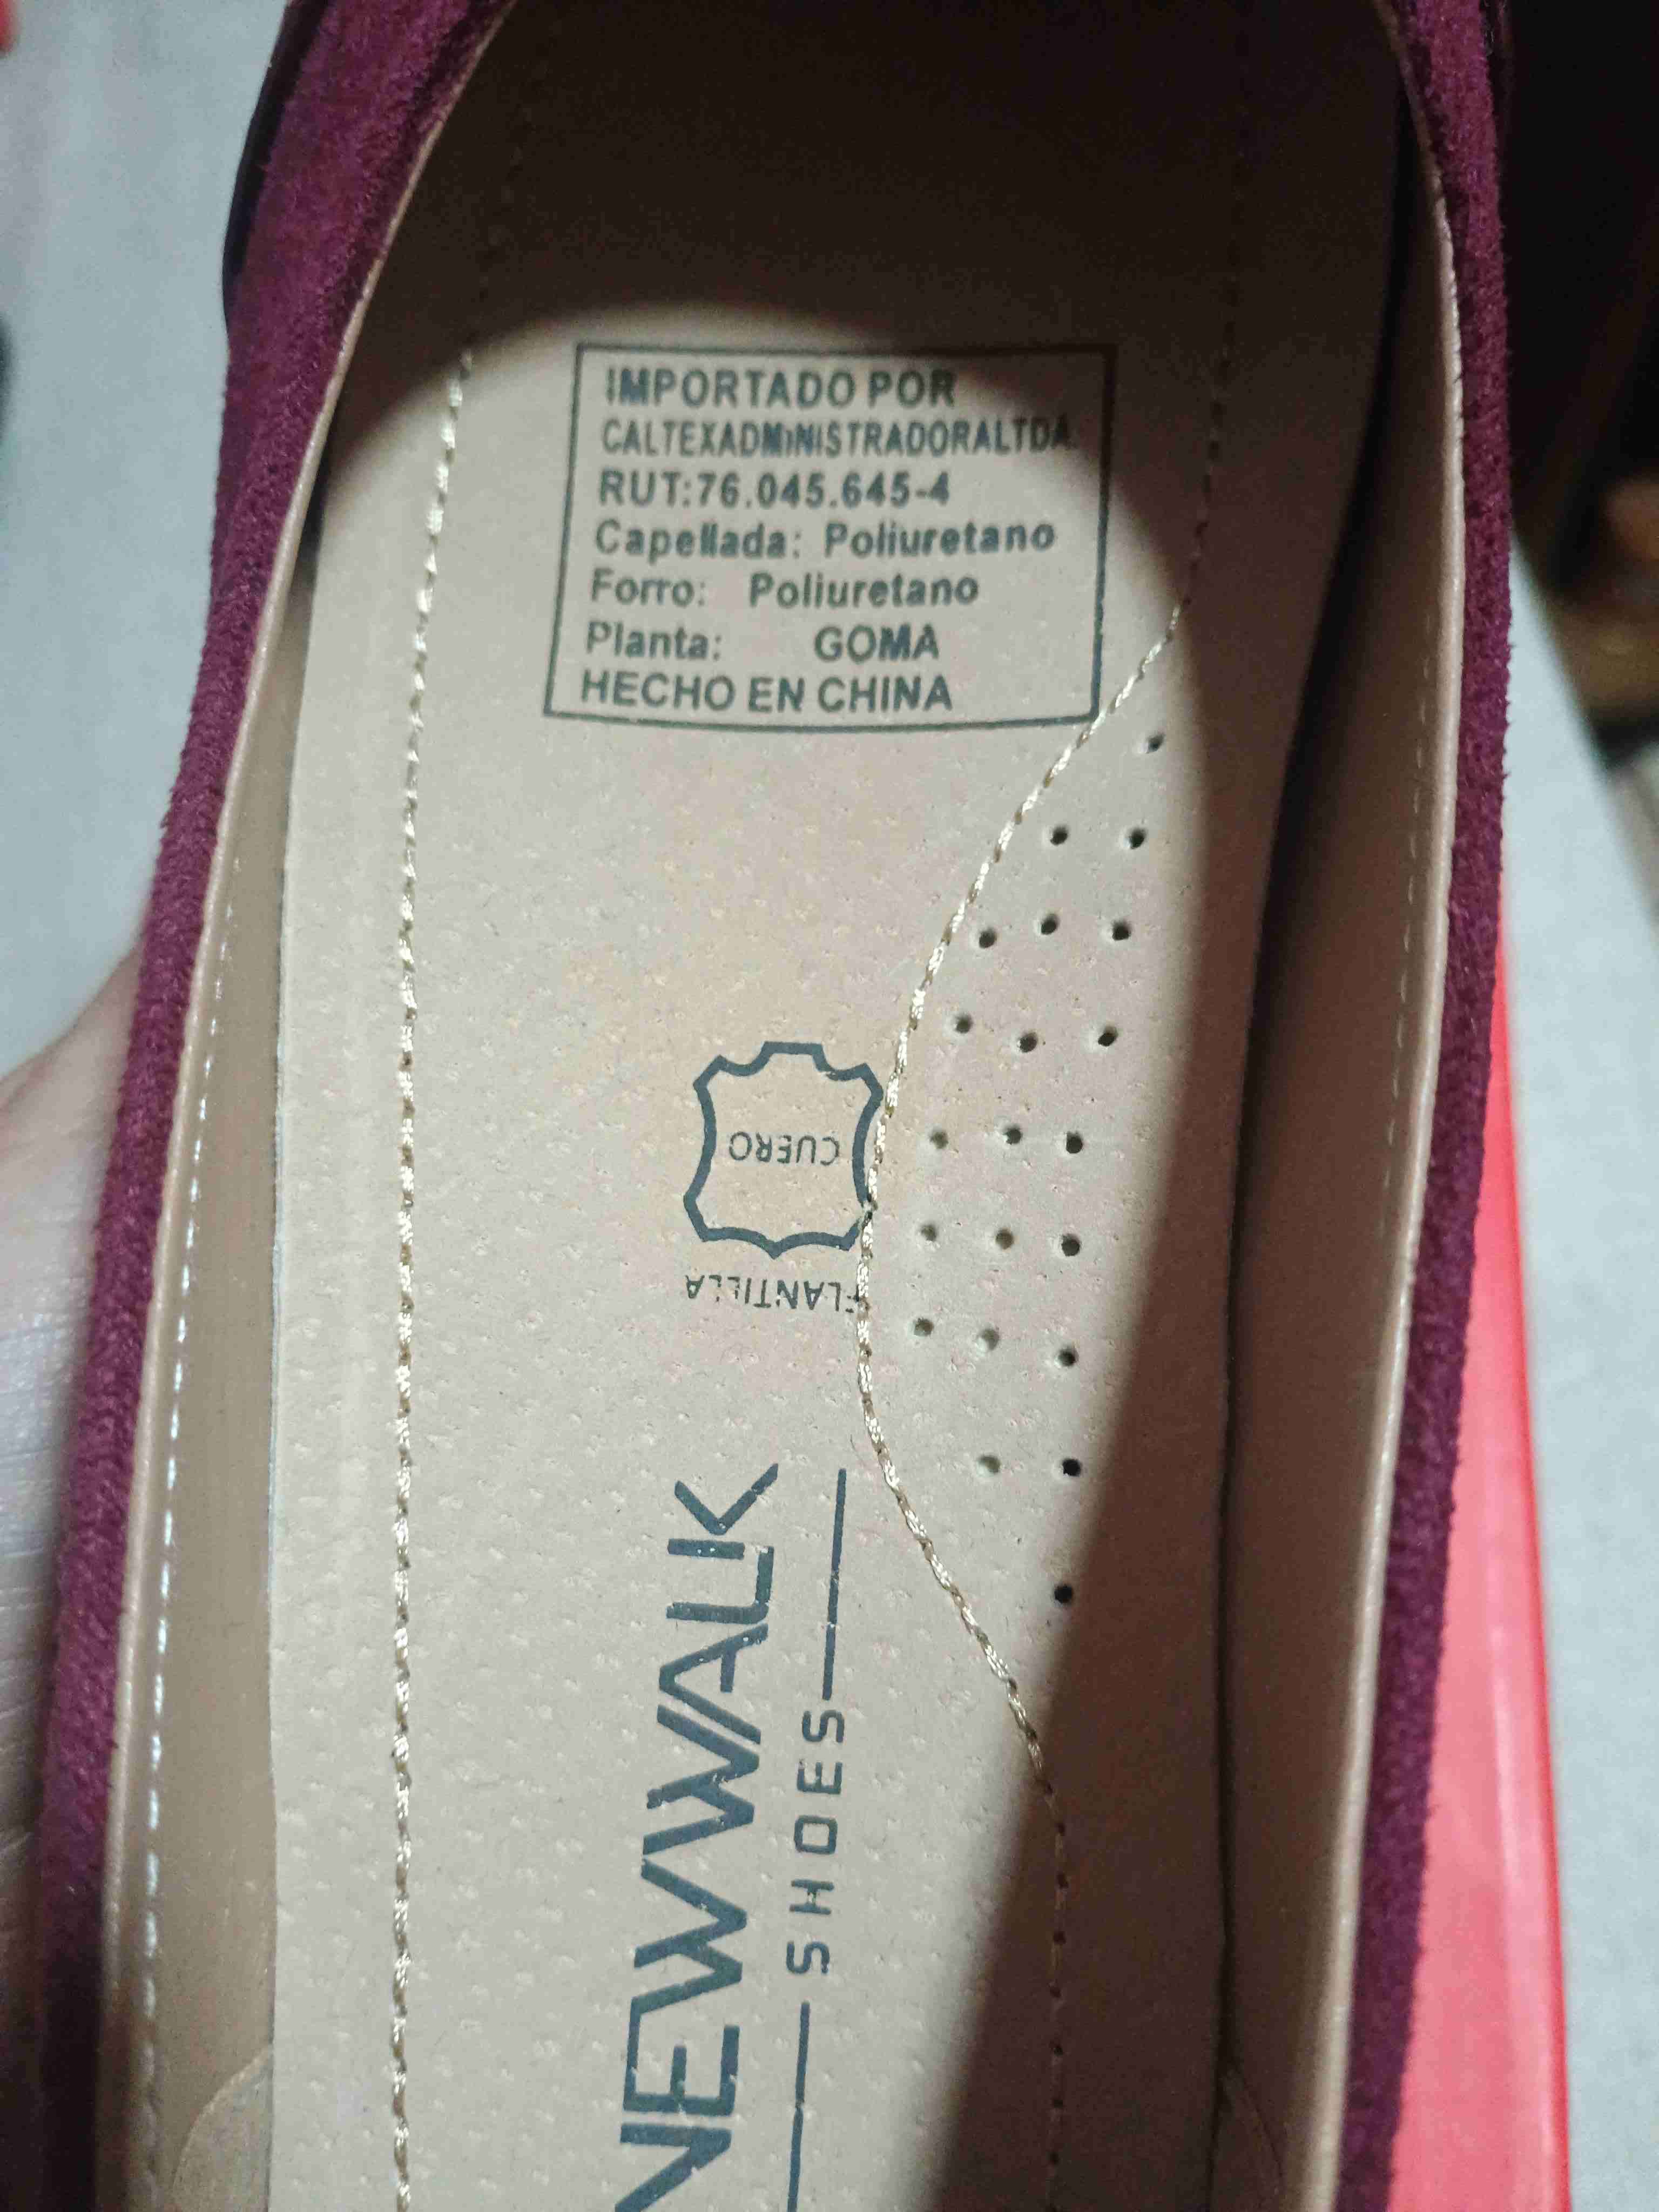 IMPORTADO POR
CALTEXADMINISTRADORALTDA.
RUT:76.045.645-4
Capellada: Poliuretano
Forro: Poliuretano
Planta: GOMA
HECHO EN CHINA
CUERO
PLANTILLA
NEWWALK
SHOES